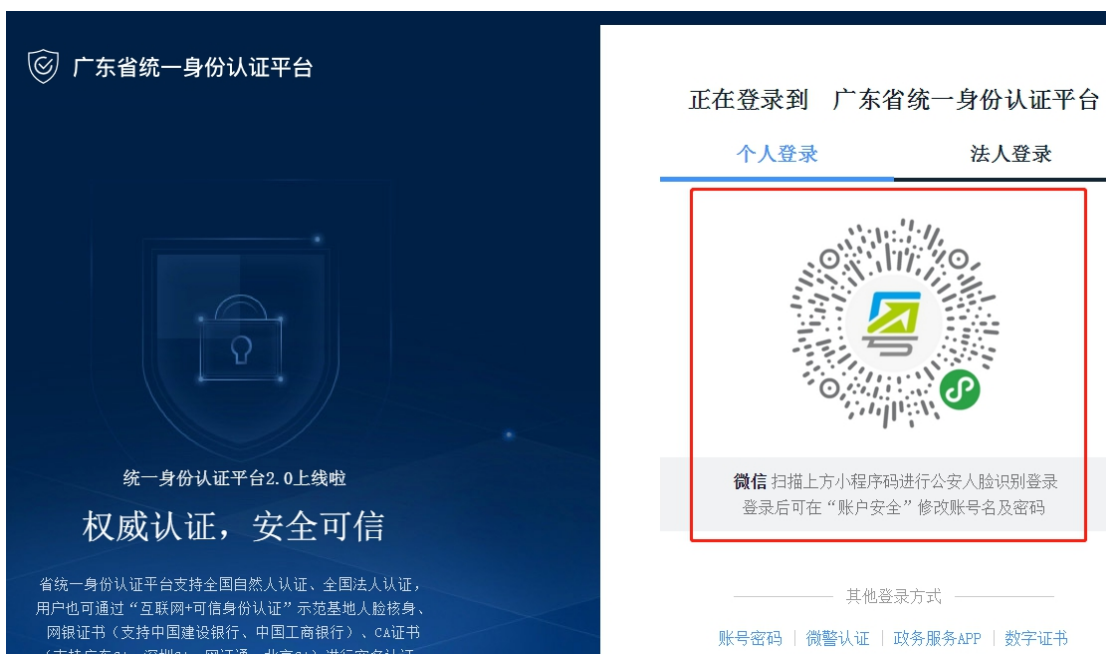 广东省统一身份认证平台
统一身份认证平台2.0上线啦
权威认证，安全可信
省统一身份认证平台支持全国自然人认证、全国法人认证，
用户也可通过“互联网+可信身份认证”示范基地人脸核身、
网银证书（支持中国建设银行、中国工商银行）、CA证书
正在登录到 广东省统一身份认证平台
个人登录 法人登录
微信 扫描上方小程序码进行公安人脸识别登录
登录后可在“账户安全”修改账号名及密码
其他登录方式
账号密码 | 微警认证 | 政务服务APP | 数字证书